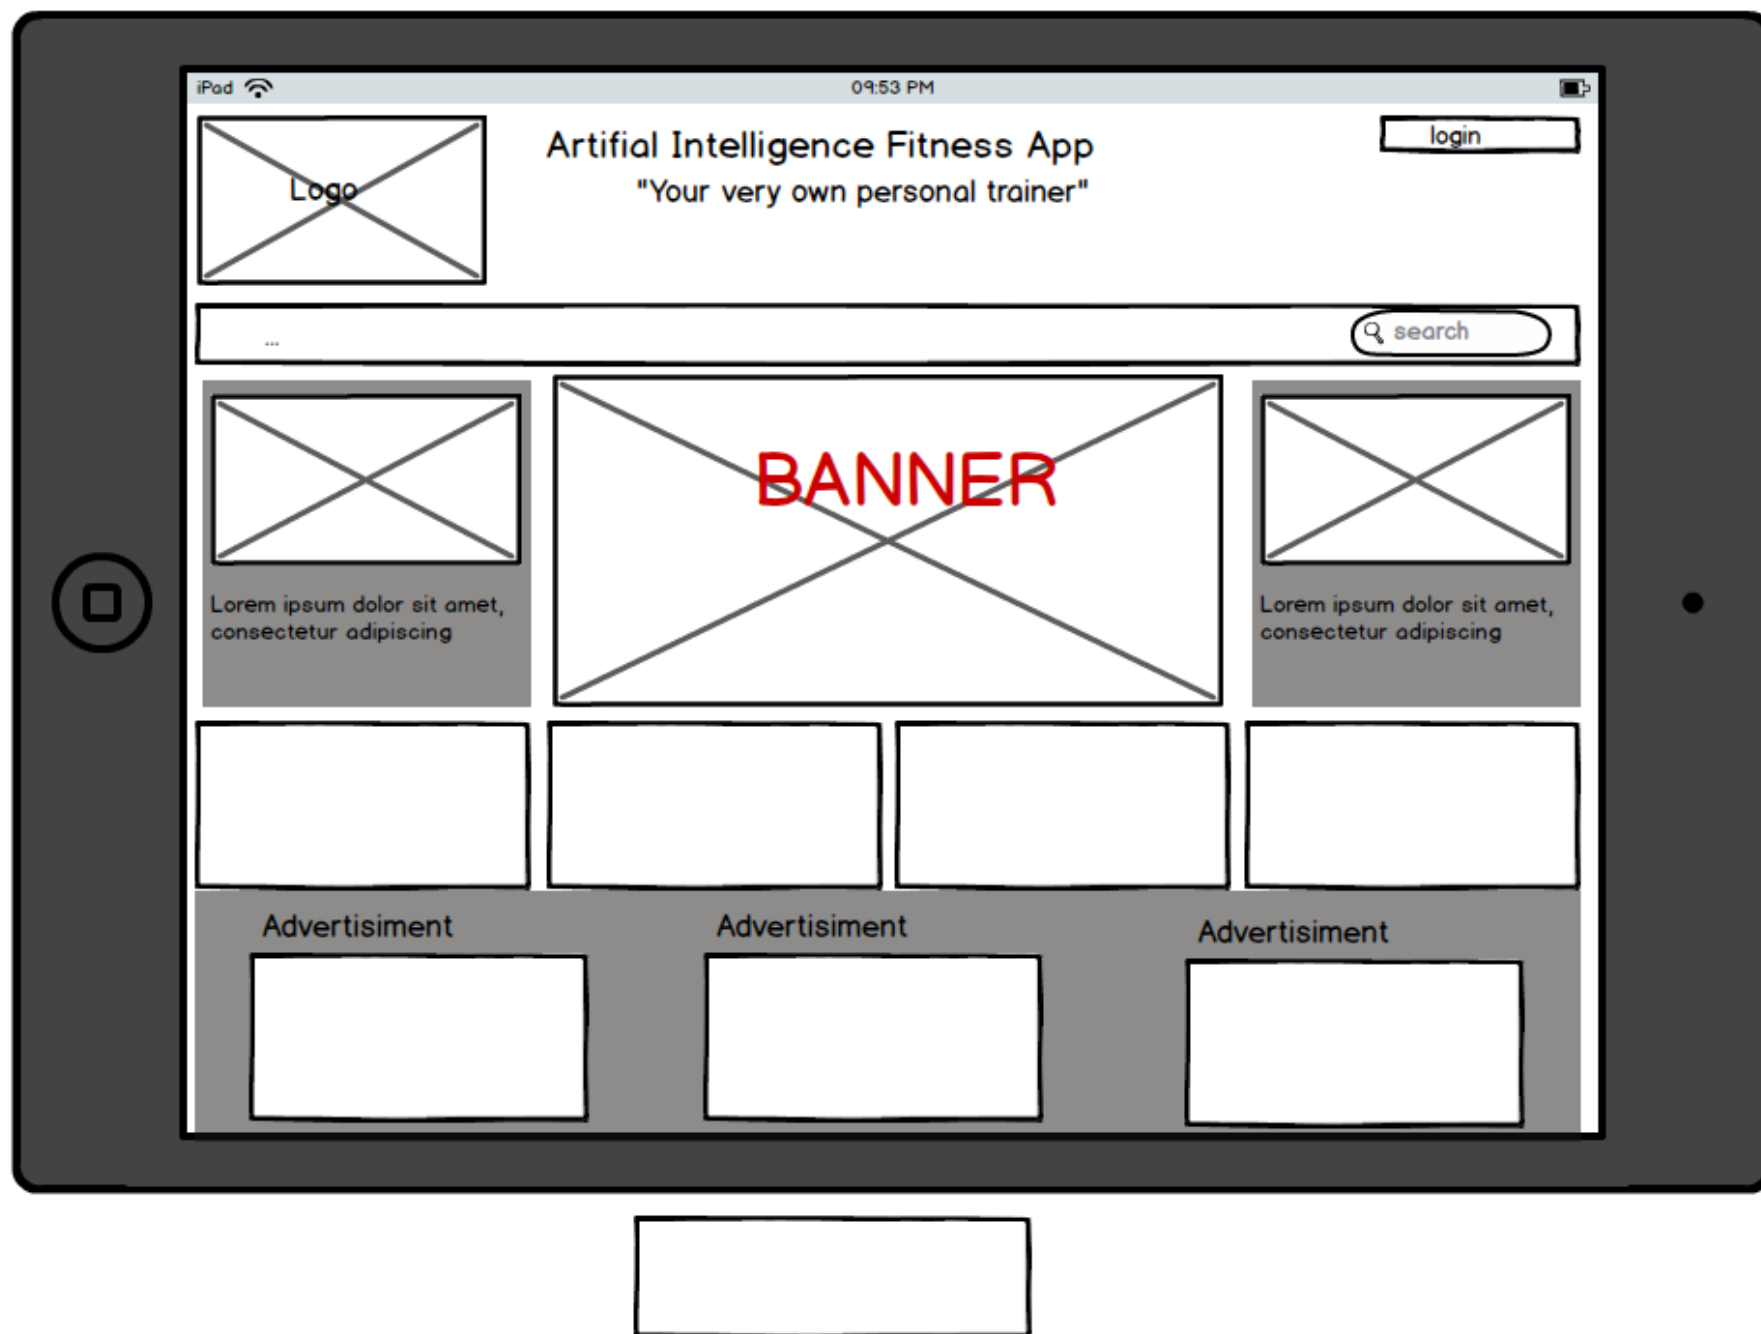 iPad
09:53 PM
Logo
Artifial Intelligence Fitness App
"Your very own personal trainer"
login
...
search
BANNER
Lorem ipsum dolor sit amet,
consectetur adipiscing
Lorem ipsum dolor sit amet,
consectetur adipiscing
Advertisiment
Advertisiment
Advertisiment